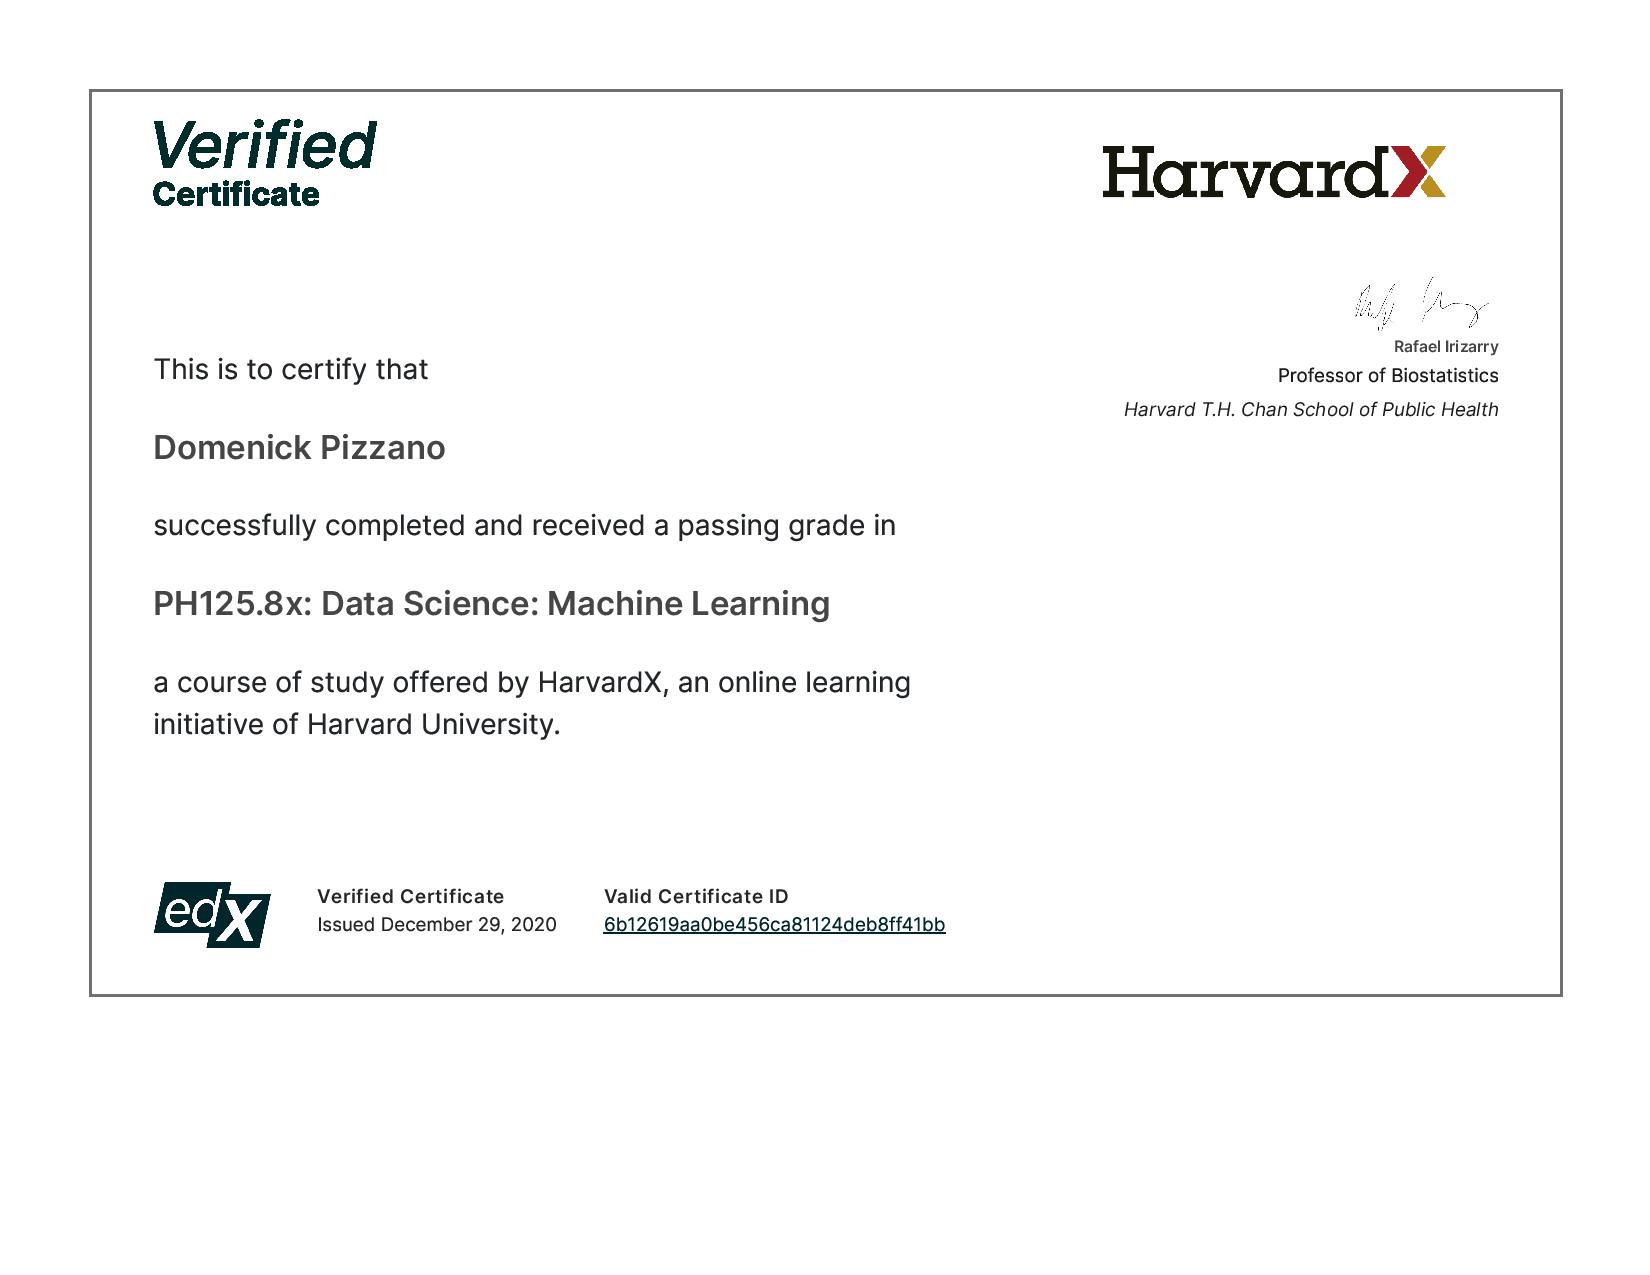 Verified
Certificate
HarvardX
Rafael Irizarry
Professor of Biostatistics
Harvard T.H. Chan School of Public Health
This is to certify that
Domenick Pizzano
successfully completed and received a passing grade in
PH125.8x: Data Science: Machine Learning
a course of study offered by HarvardX, an online learning
initiative of Harvard University.
edX
Verified Certificate
Issued December 29, 2020
Valid Certificate ID
6b12619aa0be456ca81124deb8ff41bb